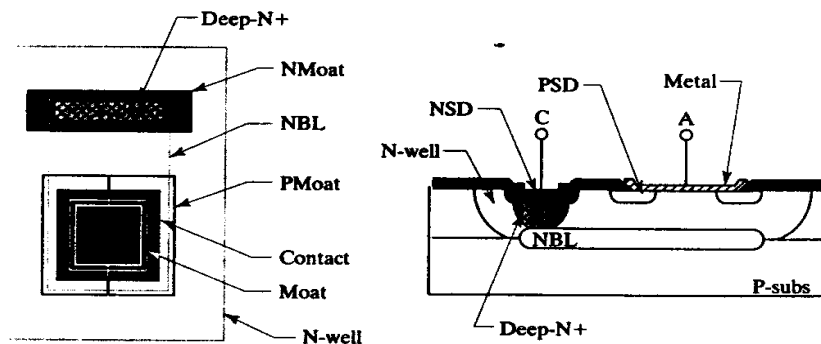 Deep-N+
NMoat
NBL
PMoat
Contact
Moat
N-well
PSD
Metal
NSD
C
A
N-well
NBL
P-subs
Deep-N+